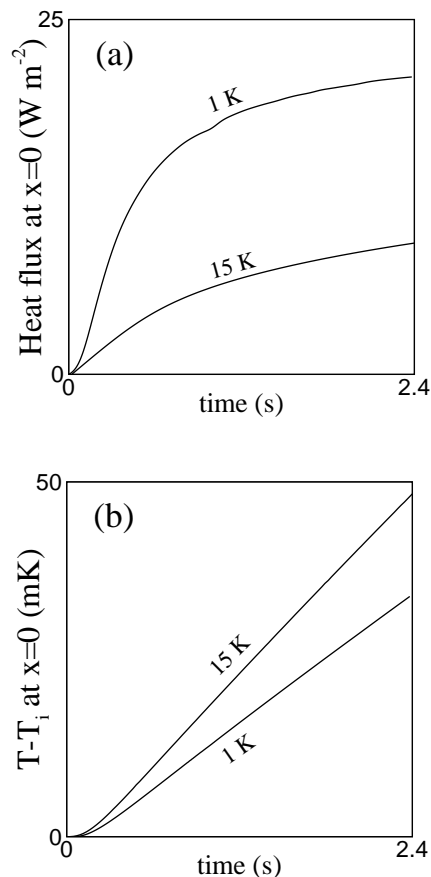 25
(a)
1 K
15 K
Heat flux at x=0 (W m-2)
0
0
2.4
time (s)
50
(b)
15 K
1 K
T-Ti at x=0 (mK)
0
0
2.4
time (s)